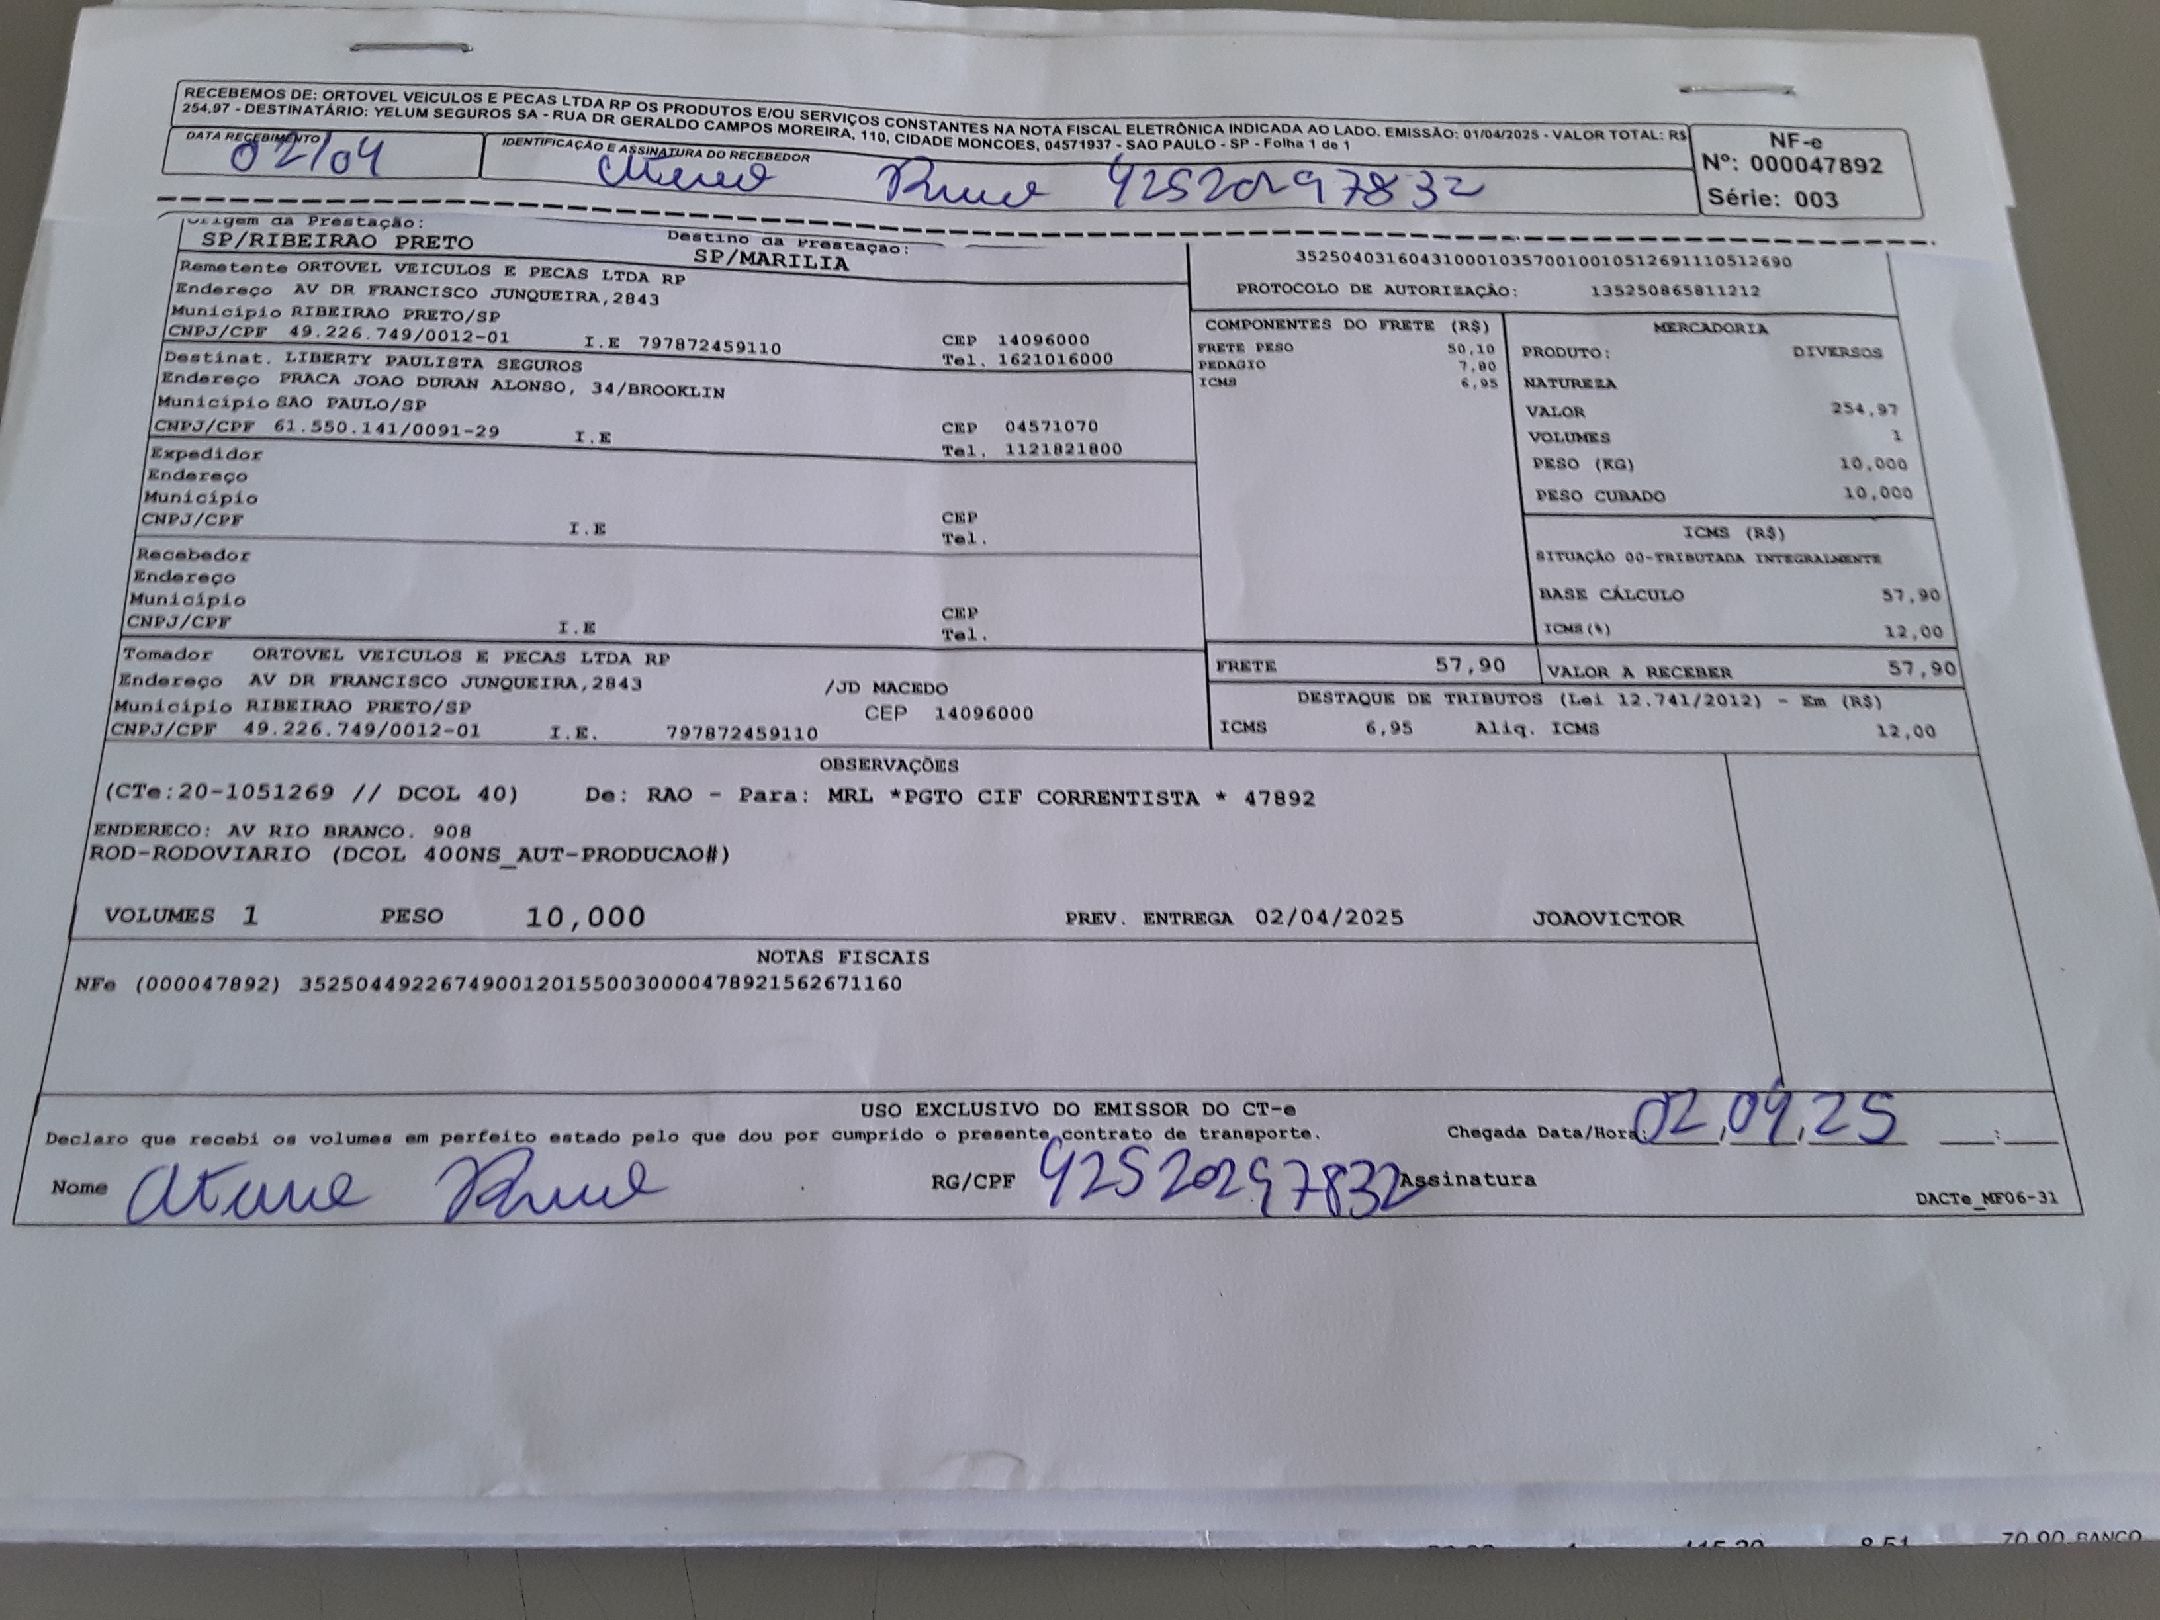 RECEBEMOS DE: ORTOVEL VEICULOS E PECAS LTDA RP OS PRODUTOS E/OU SERVIÇOS CONSTANTES NA NOTA FISCAL ELETRÔNICA INDICADA AO LADO. EMISSÃO: 01/04/2025 - VALOR TOTAL: R$
254,97 - DESTINATÁRIO: YELUM SEGUROS SA - RUA DR GERALDO CAMPOS MOREIRA, 110, CIDADE MONCOES, 04571937 - SAO PAULO - SP - Folha 1 de 1
NF-e
Nº: 000047892
Série: 003
DATA RECEBIMENTO
02/04
IDENTIFICAÇÃO E ASSINATURA DO RECEBEDOR
42520297832
Origem da Prestação:
SP/RIBEIRAO PRETO
Destino da Prestação:
SP/MARILIA
35250403160431000103570010010512691110512690
PROTOCOLO DE AUTORIZAÇÃO: 135250865811212
Remetente ORTOVEL VEICULOS E PECAS LTDA RP
Endereço AV DR FRANCISCO JUNQUEIRA,2843
Município RIBEIRAO PRETO/SP
CNPJ/CPF 49.226.749/0012-01 I.E 797872459110
CEP 14096000
Tel. 1621016000
Destinat. LIBERTY PAULISTA SEGUROS
Endereço PRACA JOAO DURAN ALONSO, 34/BROOKLIN
Município SAO PAULO/SP
CNPJ/CPF 61.550.141/0091-29 I.E
CEP 04571070
Tel. 1121821800
Expedidor
Endereço
Município
CNPJ/CPF I.E
CEP
Tel.
Recebedor
Endereço
Município
CNPJ/CPF I.E
CEP
Tel.
Tomador ORTOVEL VEICULOS E PECAS LTDA RP
Endereço AV DR FRANCISCO JUNQUEIRA,2843 /JD MACEDO
Município RIBEIRAO PRETO/SP CEP 14096000
CNPJ/CPF 49.226.749/0012-01 I.E. 797872459110
COMPONENTES DO FRETE (R$)
FRETE PESO 50,10
PEDAGIO 7,80
ICMS 6,95
MERCADORIA
PRODUTO: DIVERSOS
NATUREZA
VALOR 254,97
VOLUMES 1
PESO (KG) 10,000
PESO CUBADO 10,000
ICMS (R$)
SITUAÇÃO 00-TRIBUTADA INTEGRALMENTE
BASE CÁLCULO 57,90
ICMS(%) 12,00
FRETE 57,90
VALOR A RECEBER 57,90
DESTAQUE DE TRIBUTOS (Lei 12.741/2012) - Em (R$)
ICMS 6,95 Aliq. ICMS 12,00
OBSERVAÇÕES
(CTe:20-1051269 // DCOL 40) De: RAO - Para: MRL *PGTO CIF CORRENTISTA * 47892
ENDERECO: AV RIO BRANCO. 908
ROD-RODOVIARIO (DCOL 400NS_AUT-PRODUCAO#)
VOLUMES 1 PESO 10,000 PREV. ENTREGA 02/04/2025 JOAOVICTOR
NOTAS FISCAIS
NFe (000047892) 35250449226749001201550030000478921562671160
USO EXCLUSIVO DO EMISSOR DO CT-e
Declaro que recebi os volumes em perfeito estado pelo que dou por cumprido o presente contrato de transporte. Chegada Data/Hora: 02,04,25 __:__
Nome RG/CPF 42520297832 Assinatura
DACTe_MF06-31
70,90 BANCO